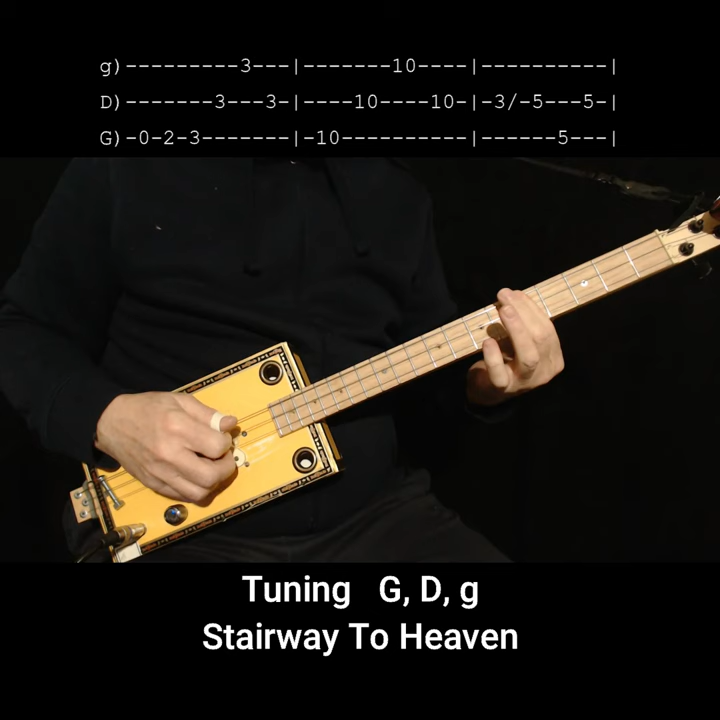 g)---------3---|-------10----|----------|
D)-------3---3-|----10----10-|-3/-5---5-|
G)-0-2-3-------|-10----------|------5---|
Tuning G, D, g
Stairway To Heaven